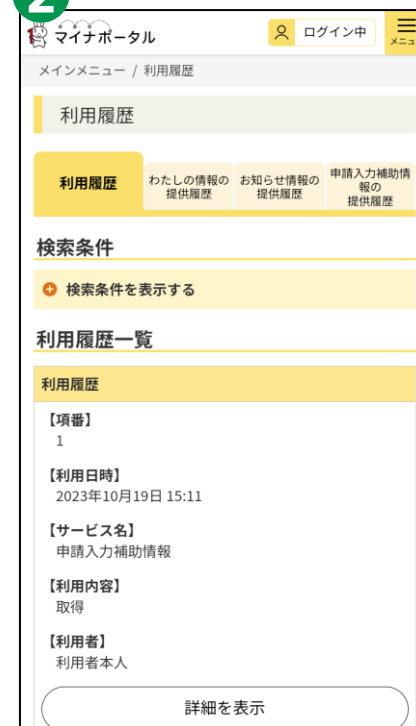 2
マイナポータル
ログイン中
メニュー
メインメニュー / 利用履歴
利用履歴
利用履歴
わたしの情報の
提供履歴
お知らせ情報の
提供履歴
申請入力補助情
報の
提供履歴
検索条件
検索条件を表示する
利用履歴一覧
利用履歴
【項番】
1
【利用日時】
2023年10月19日 15:11
【サービス名】
申請入力補助情報
【利用内容】
取得
【利用者】
利用者本人
詳細を表示